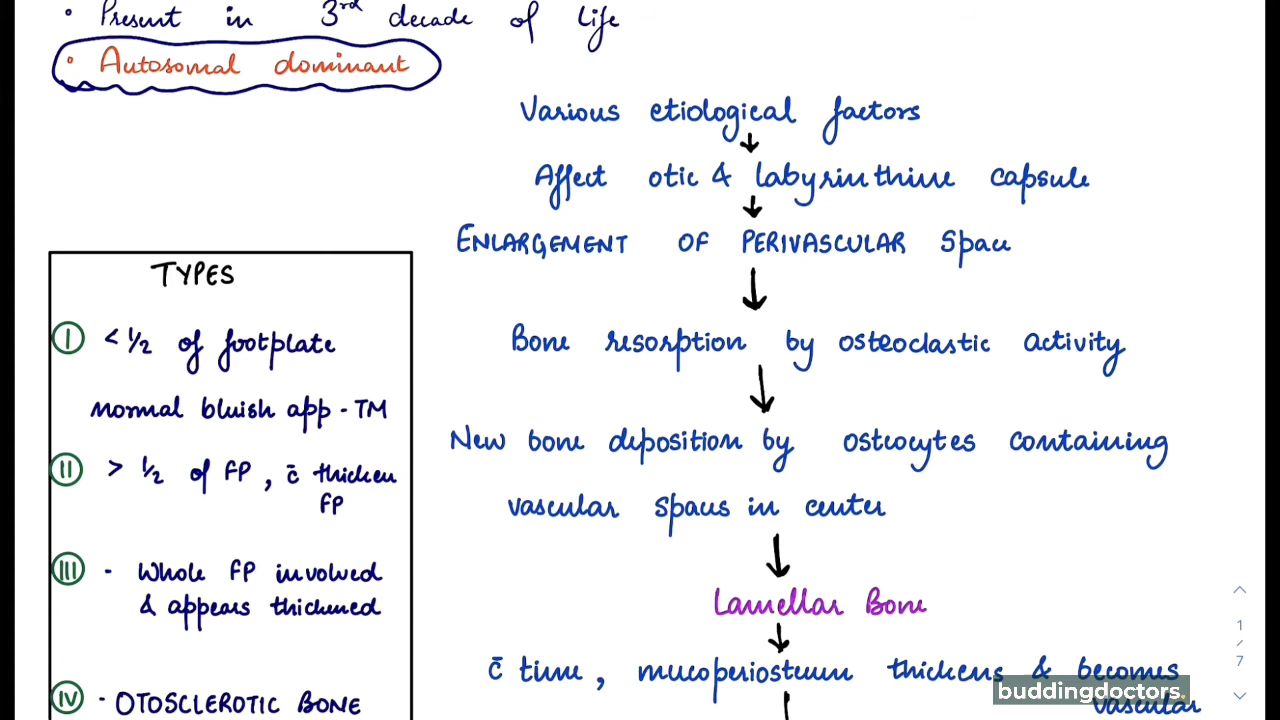 • Present in 3rd decade of life
• Autosomal dominant
Various etiological factors
↓
Affect otic & labyrinthine capsule
↓
ENLARGEMENT OF PERIVASCULAR Space
↓
Bone resorption by osteoclastic activity
↓
New bone deposition by osteocytes containing
vascular spaces in center
↓
Lamellar Bone
↓
c̄ time, mucoperiosteum thickens & becomes
vascular
TYPES
I < 1/2 of footplate
normal bluish app - TM
II > 1/2 of FP, c̄ thicken
FP
III - Whole FP involved
& appears thickened
IV - OTOSCLEROTIC BONE
1
/
7
buddingdoctors.